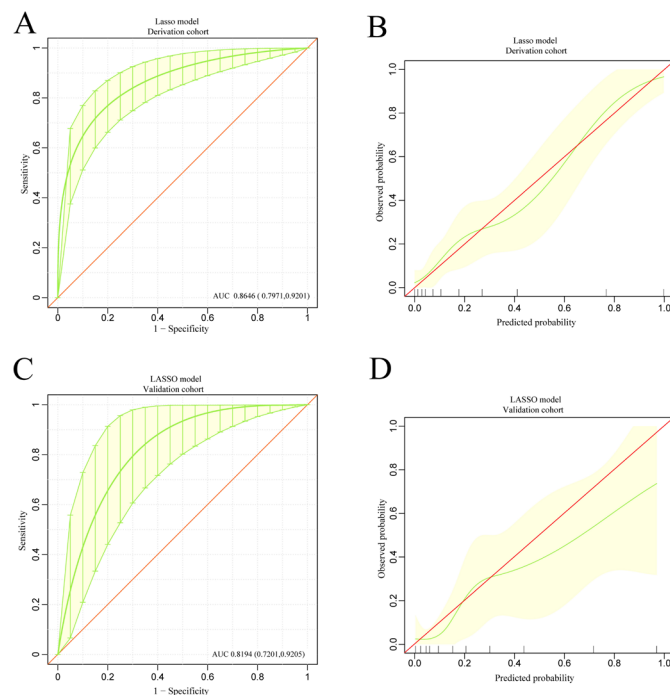 A
Lasso model
Derivation cohort
Sensitivity
0 0.2 0.4 0.6 0.8 1
AUC 0.8646 ( 0.7971,0.9201)
0 0.2 0.4 0.6 0.8 1
1 − Specificity
B
Lasso model
Derivation cohort
Observed probability
0.0 0.2 0.4 0.6 0.8 1.0
0.0 0.2 0.4 0.6 0.8 1.0
Predicted probability
C
LASSO model
Validation cohort
Sensitivity
0 0.2 0.4 0.6 0.8 1
AUC 0.8194 (0.7201,0.9205)
0 0.2 0.4 0.6 0.8 1
1 − Specificity
D
LASSO model
Validation cohort
Observed probability
0.0 0.2 0.4 0.6 0.8 1.0
0.0 0.2 0.4 0.6 0.8 1.0
Predicted probability